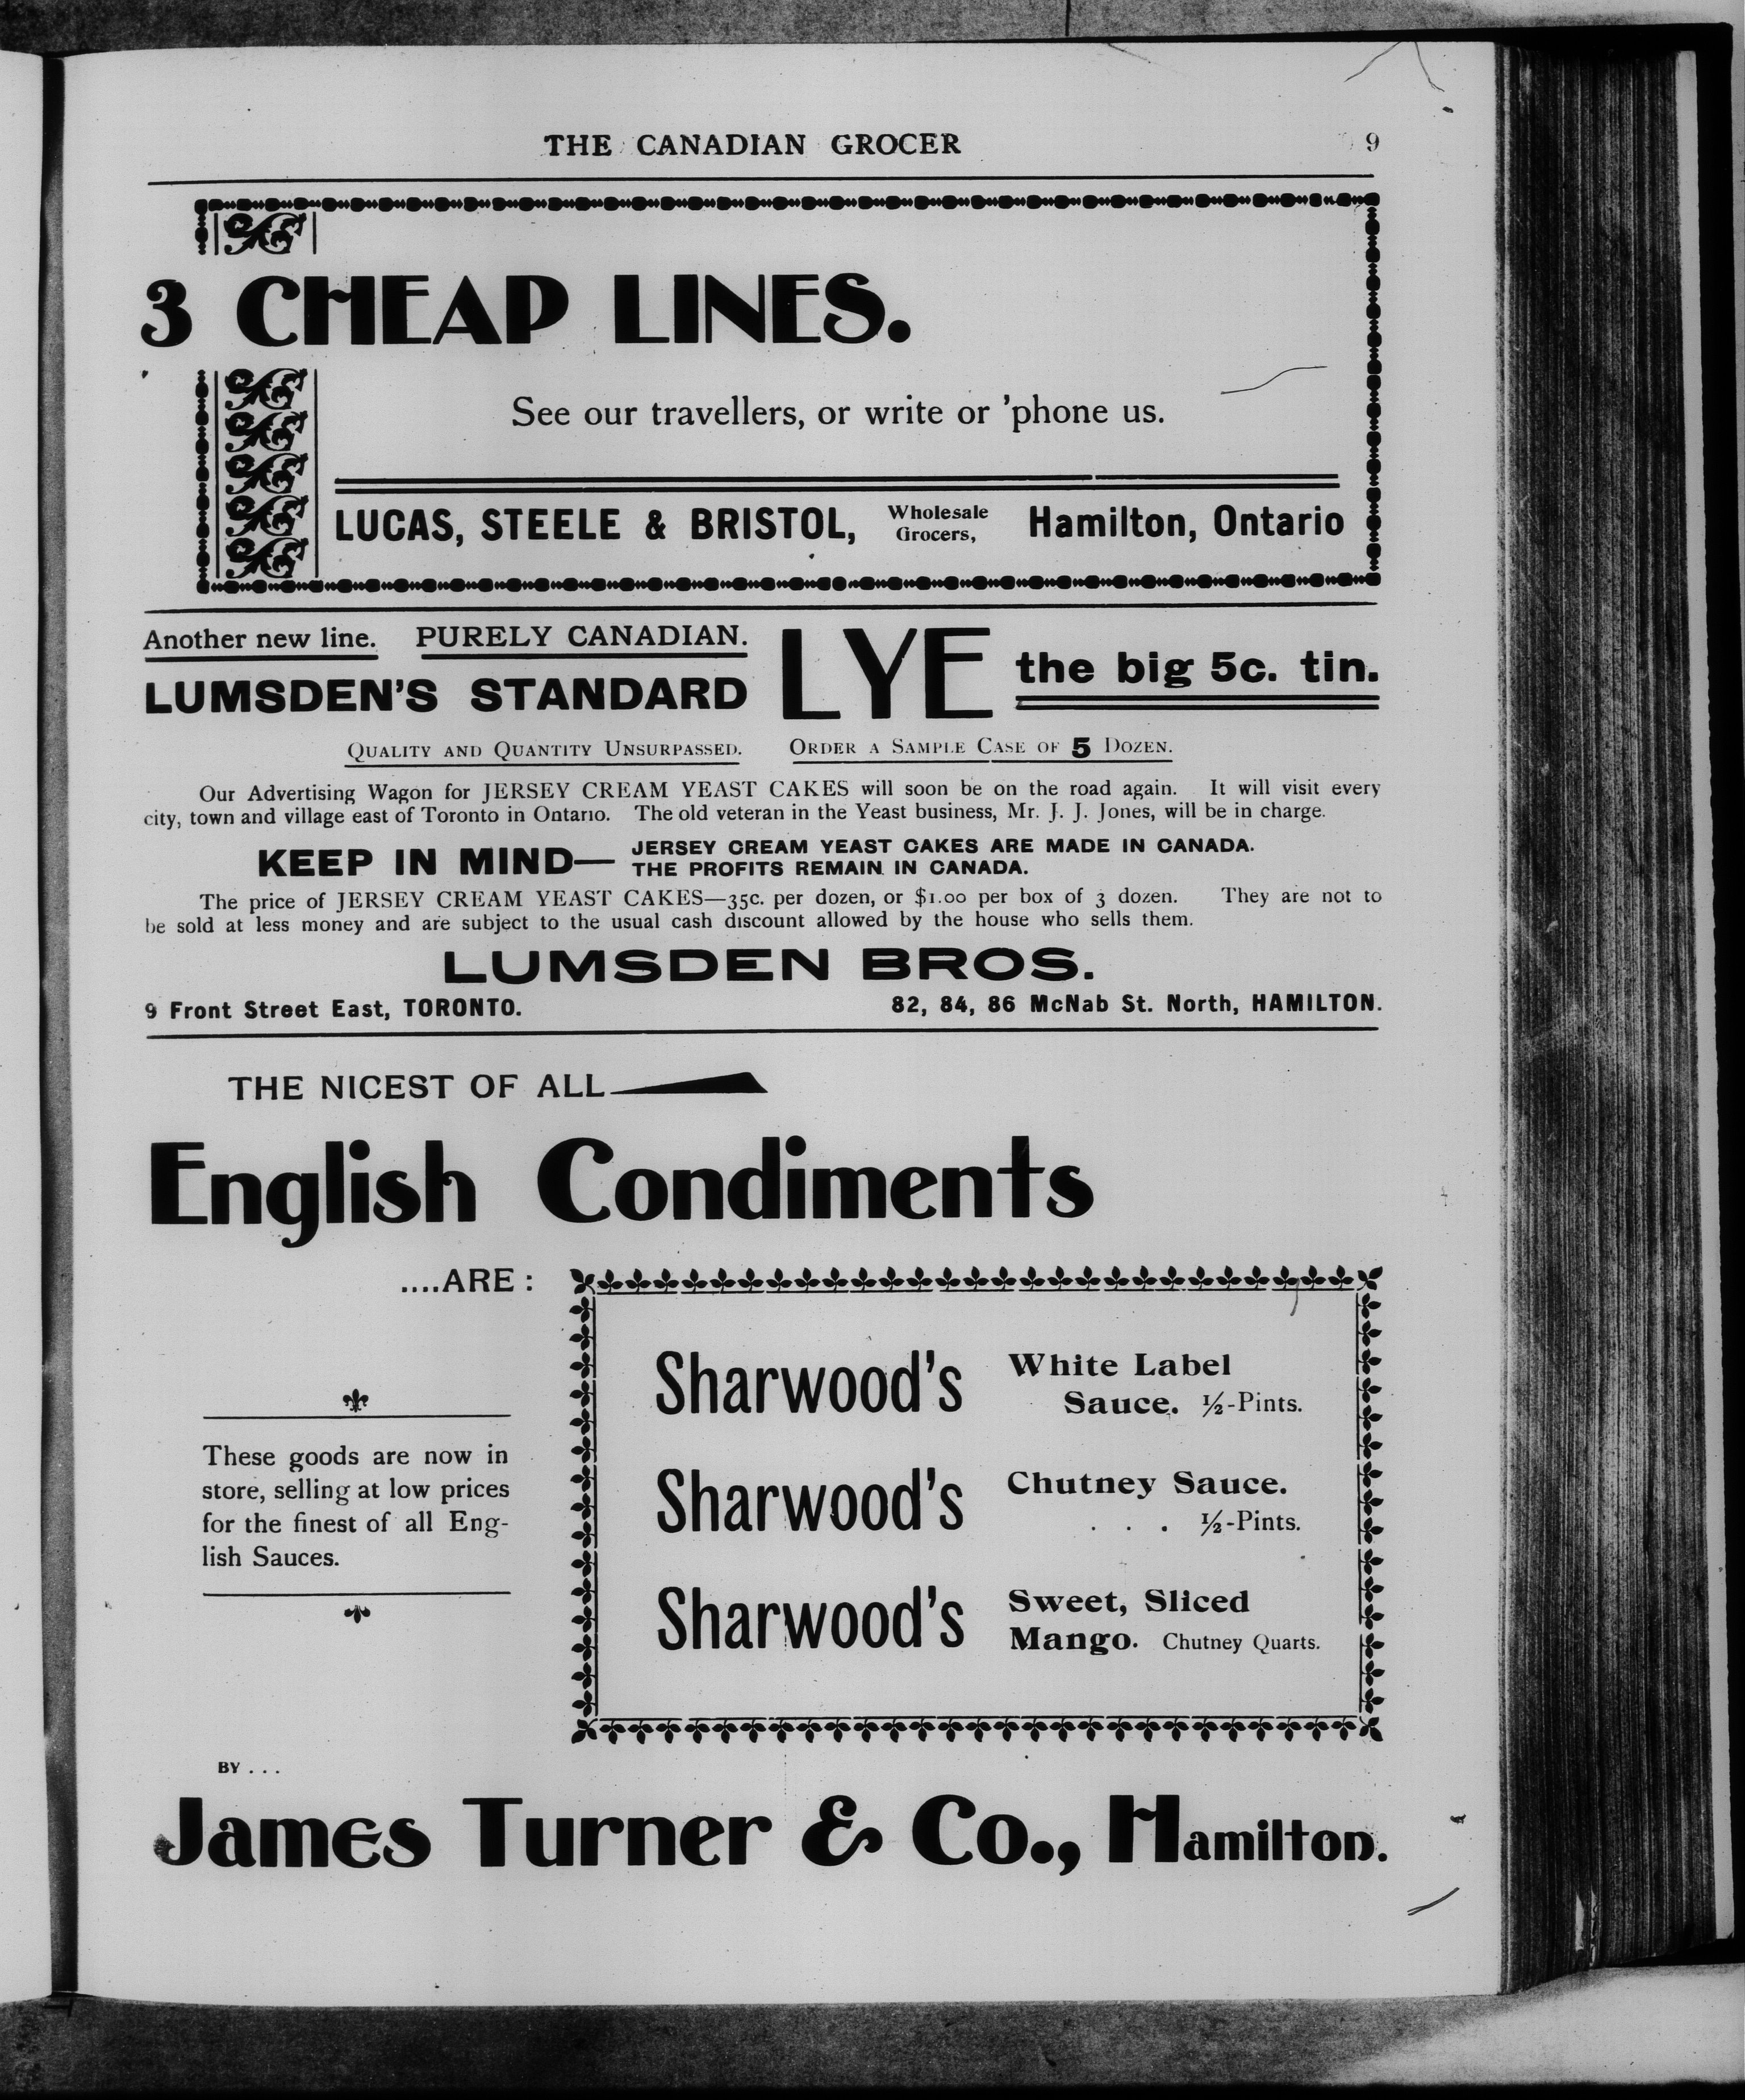 THE CANADIAN GROCER 9
3 CHEAP LINES.
See our travellers, or write or 'phone us.
LUCAS, STEELE & BRISTOL, Wholesale Grocers, Hamilton, Ontario
Another new line. PURELY CANADIAN.
LUMSDEN'S STANDARD LYE the big 5c. tin.
QUALITY AND QUANTITY UNSURPASSED. ORDER A SAMPLE CASE OF 5 DOZEN.
Our Advertising Wagon for JERSEY CREAM YEAST CAKES will soon be on the road again. It will visit every
city, town and village east of Toronto in Ontario. The old veteran in the Yeast business, Mr. J. J. Jones, will be in charge.
KEEP IN MIND— JERSEY CREAM YEAST CAKES ARE MADE IN CANADA.
THE PROFITS REMAIN IN CANADA.
The price of JERSEY CREAM YEAST CAKES—35c. per dozen, or $1.00 per box of 3 dozen. They are not to
be sold at less money and are subject to the usual cash discount allowed by the house who sells them.
LUMSDEN BROS.
9 Front Street East, TORONTO. 82, 84, 86 McNab St. North, HAMILTON.
THE NICEST OF ALL
English Condiments
....ARE :
These goods are now in
store, selling at low prices
for the finest of all Eng-
lish Sauces.
Sharwood's White Label
Sauce. ½-Pints.
Sharwood's Chutney Sauce.
. . . ½-Pints.
Sharwood's Sweet, Sliced
Mango. Chutney Quarts.
BY . . .
James Turner & Co., Hamilton.